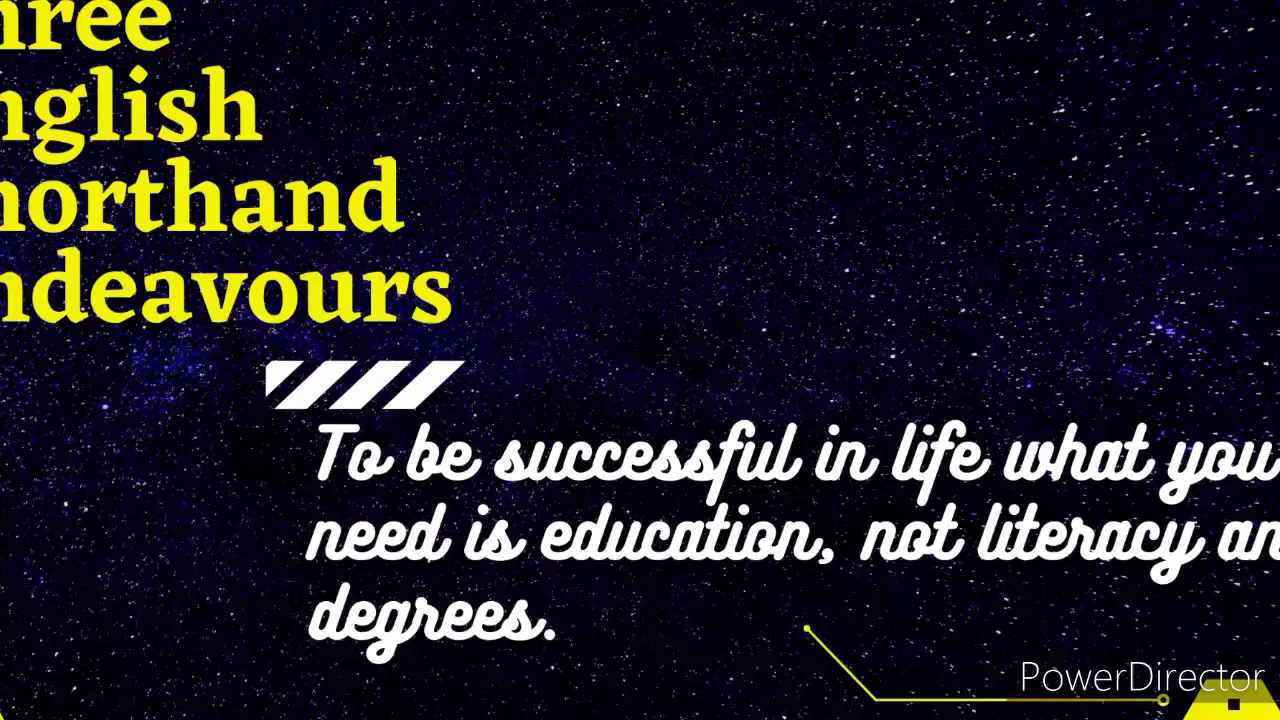 hree
nglish
horthand
ndeavours
To be successful in life what you
need is education, not literacy an
degrees.
PowerDirector